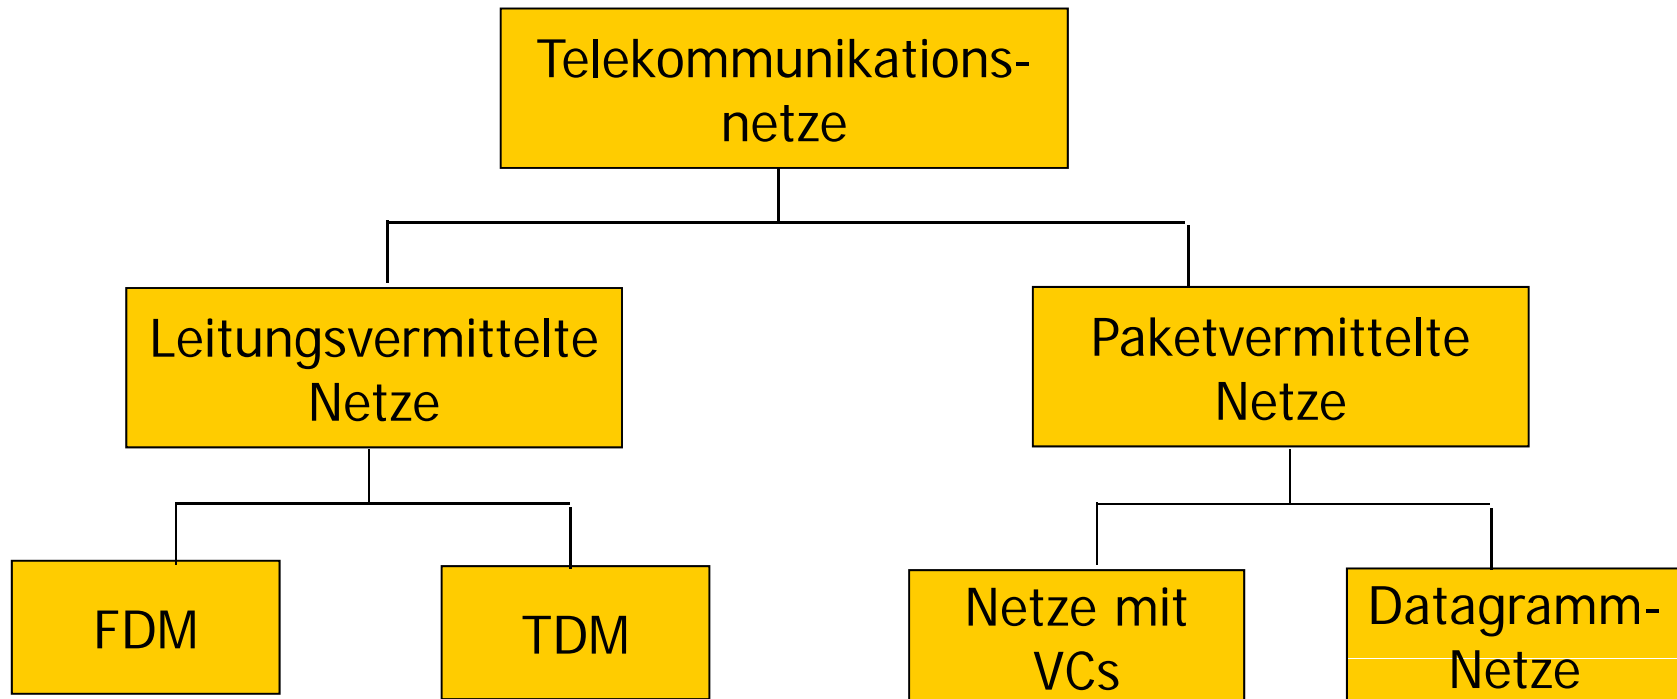 Telekommunikations-
netze
Leitungsvermittelte
Netze
Paketvermittelte
Netze
FDM
TDM
Netze mit
VCs
Datagramm-
Netze